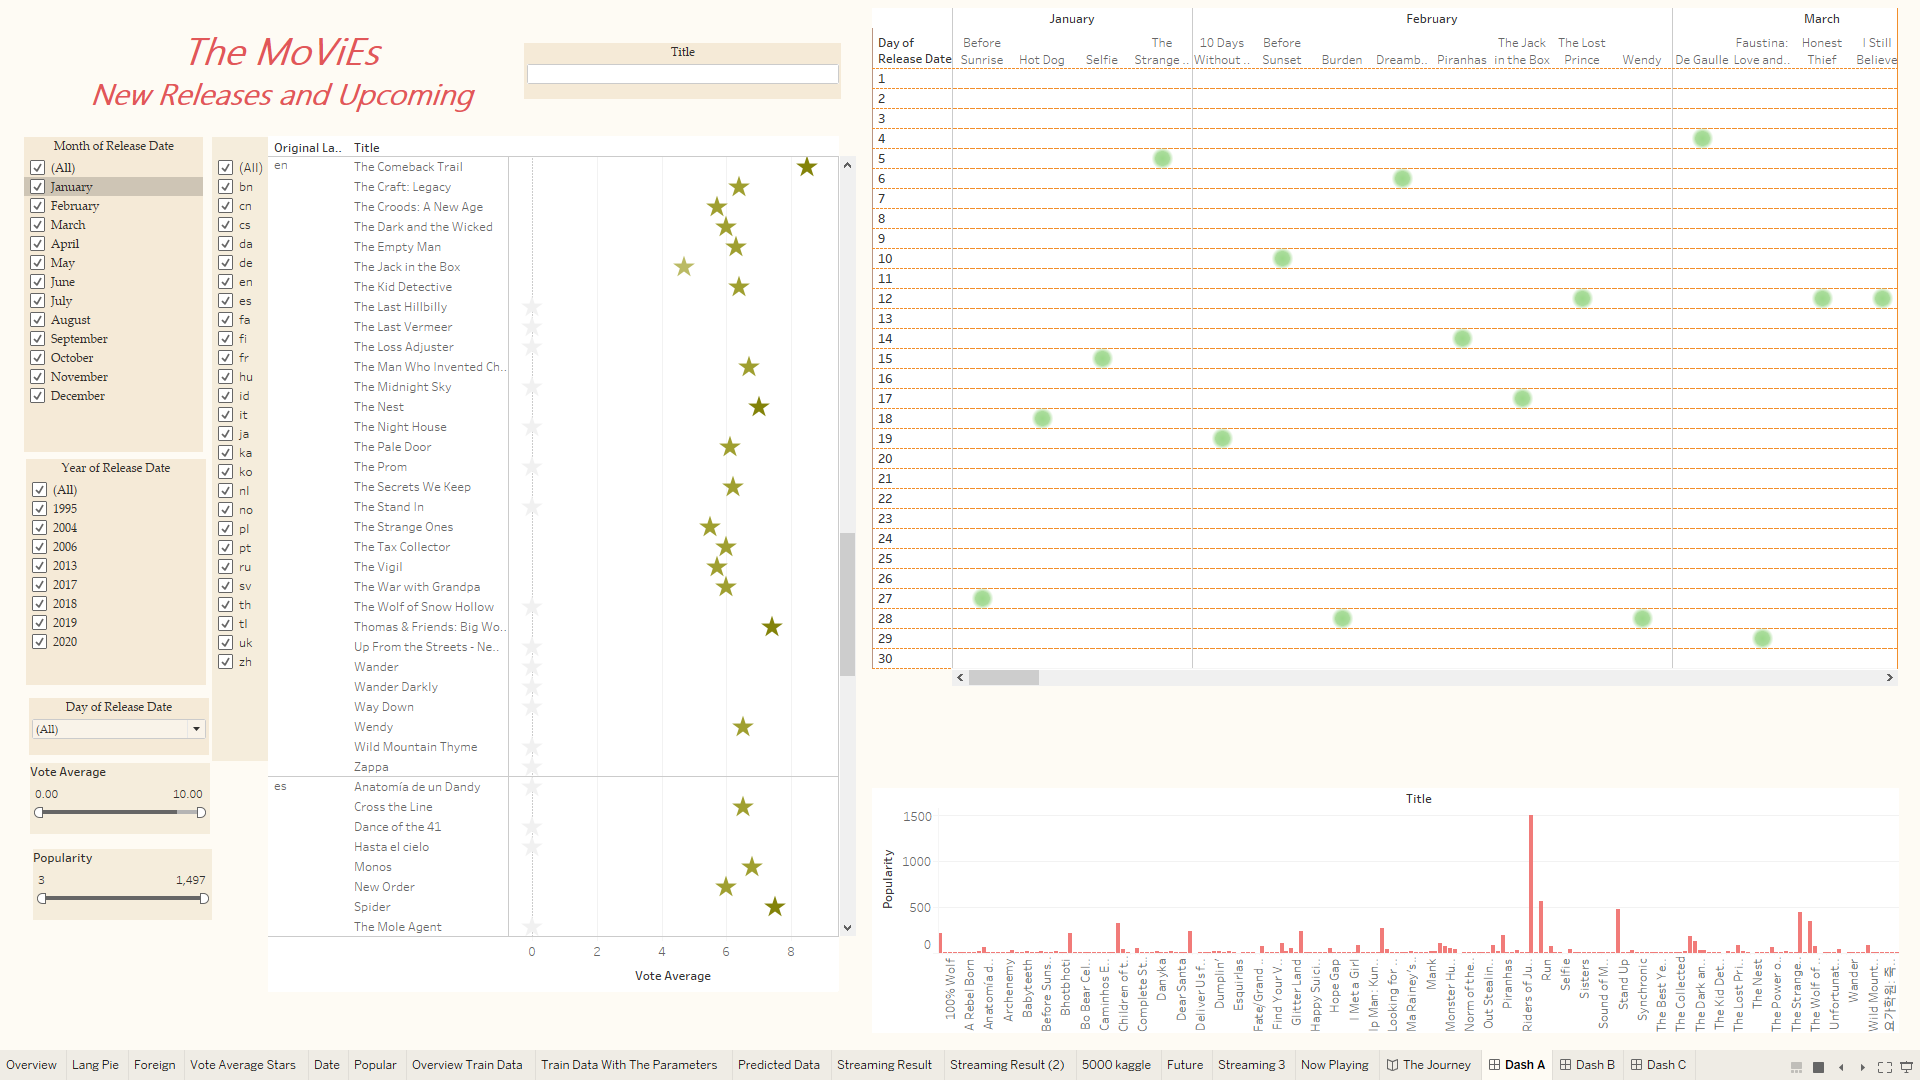 The MoViEs
New Releases and Upcoming
Title
Month of Release Date
(All)
January
February
March
April
May
June
July
August
September
October
November
December
Year of Release Date
(All)
1995
2004
2006
2013
2017
2018
2019
2020
Day of Release Date
(All)
Vote Average
0.00 10.00
Popularity
3 1,497
(All)
bn
cn
cs
da
de
en
es
fa
fi
fr
hu
id
it
ja
ka
ko
nl
no
pl
pt
ru
sv
th
tl
uk
zh
Original La.. Title
en The Comeback Trail
The Craft: Legacy
The Croods: A New Age
The Dark and the Wicked
The Empty Man
The Jack in the Box
The Kid Detective
The Last Hillbilly
The Last Vermeer
The Loss Adjuster
The Man Who Invented Ch..
The Midnight Sky
The Nest
The Night House
The Pale Door
The Prom
The Secrets We Keep
The Stand In
The Strange Ones
The Tax Collector
The Vigil
The War with Grandpa
The Wolf of Snow Hollow
Thomas & Friends: Big Wo..
Up From the Streets - Ne..
Wander
Wander Darkly
Way Down
Wendy
Wild Mountain Thyme
Zappa
es Anatomía de un Dandy
Cross the Line
Dance of the 41
Hasta el cielo
Monos
New Order
Spider
The Mole Agent
0 2 4 6 8
Vote Average
January February March
Day of Release Date
Before Sunrise
Hot Dog
Selfie
The Strange ..
10 Days Without ..
Before Sunset
Burden
Dreamb..
Piranhas
The Jack in the Box
The Lost Prince
Wendy
De Gaulle
Faustina: Love and..
Honest Thief
I Still Believe
1
2
3
4
5
6
7
8
9
10
11
12
13
14
15
16
17
18
19
20
21
22
23
24
25
26
27
28
29
30
Title
Popularity
1500
1000
500
0
100% Wolf
A Rebel Born
Anatomía d..
Archenemy
Babyteeth
Before Suns..
Bhotbhoti
Bo Bear Cel..
Caminhos E..
Children of t..
Complete St..
Danyka
Dear Santa
Deliver Us f..
Dumplin'
Esquirlas
Fate/Grand ..
Find Your V..
Glitter Land
Happy Suici..
Hope Gap
I Met a Girl
Ip Man: Kun..
Looking for ..
Ma Rainey's ..
Mank
Monster Hu..
Norm of the..
Out Stealin..
Piranhas
Riders of Ju..
Run
Selfie
Sisters
Sound of M..
Stand Up
Synchronic
The Best Ye..
The Collected
The Dark an..
The Kid Det..
The Lost Pri..
The Nest
The Power o..
The Strange..
The Wolf of ..
Unfortunat..
Wander
Wild Mount..
Overview Lang Pie Foreign Vote Average Stars Date Popular Overview Train Data Train Data With The Parameters Predicted Data Streaming Result Streaming Result (2) 5000 kaggle Future Streaming 3 Now Playing The Journey Dash A Dash B Dash C